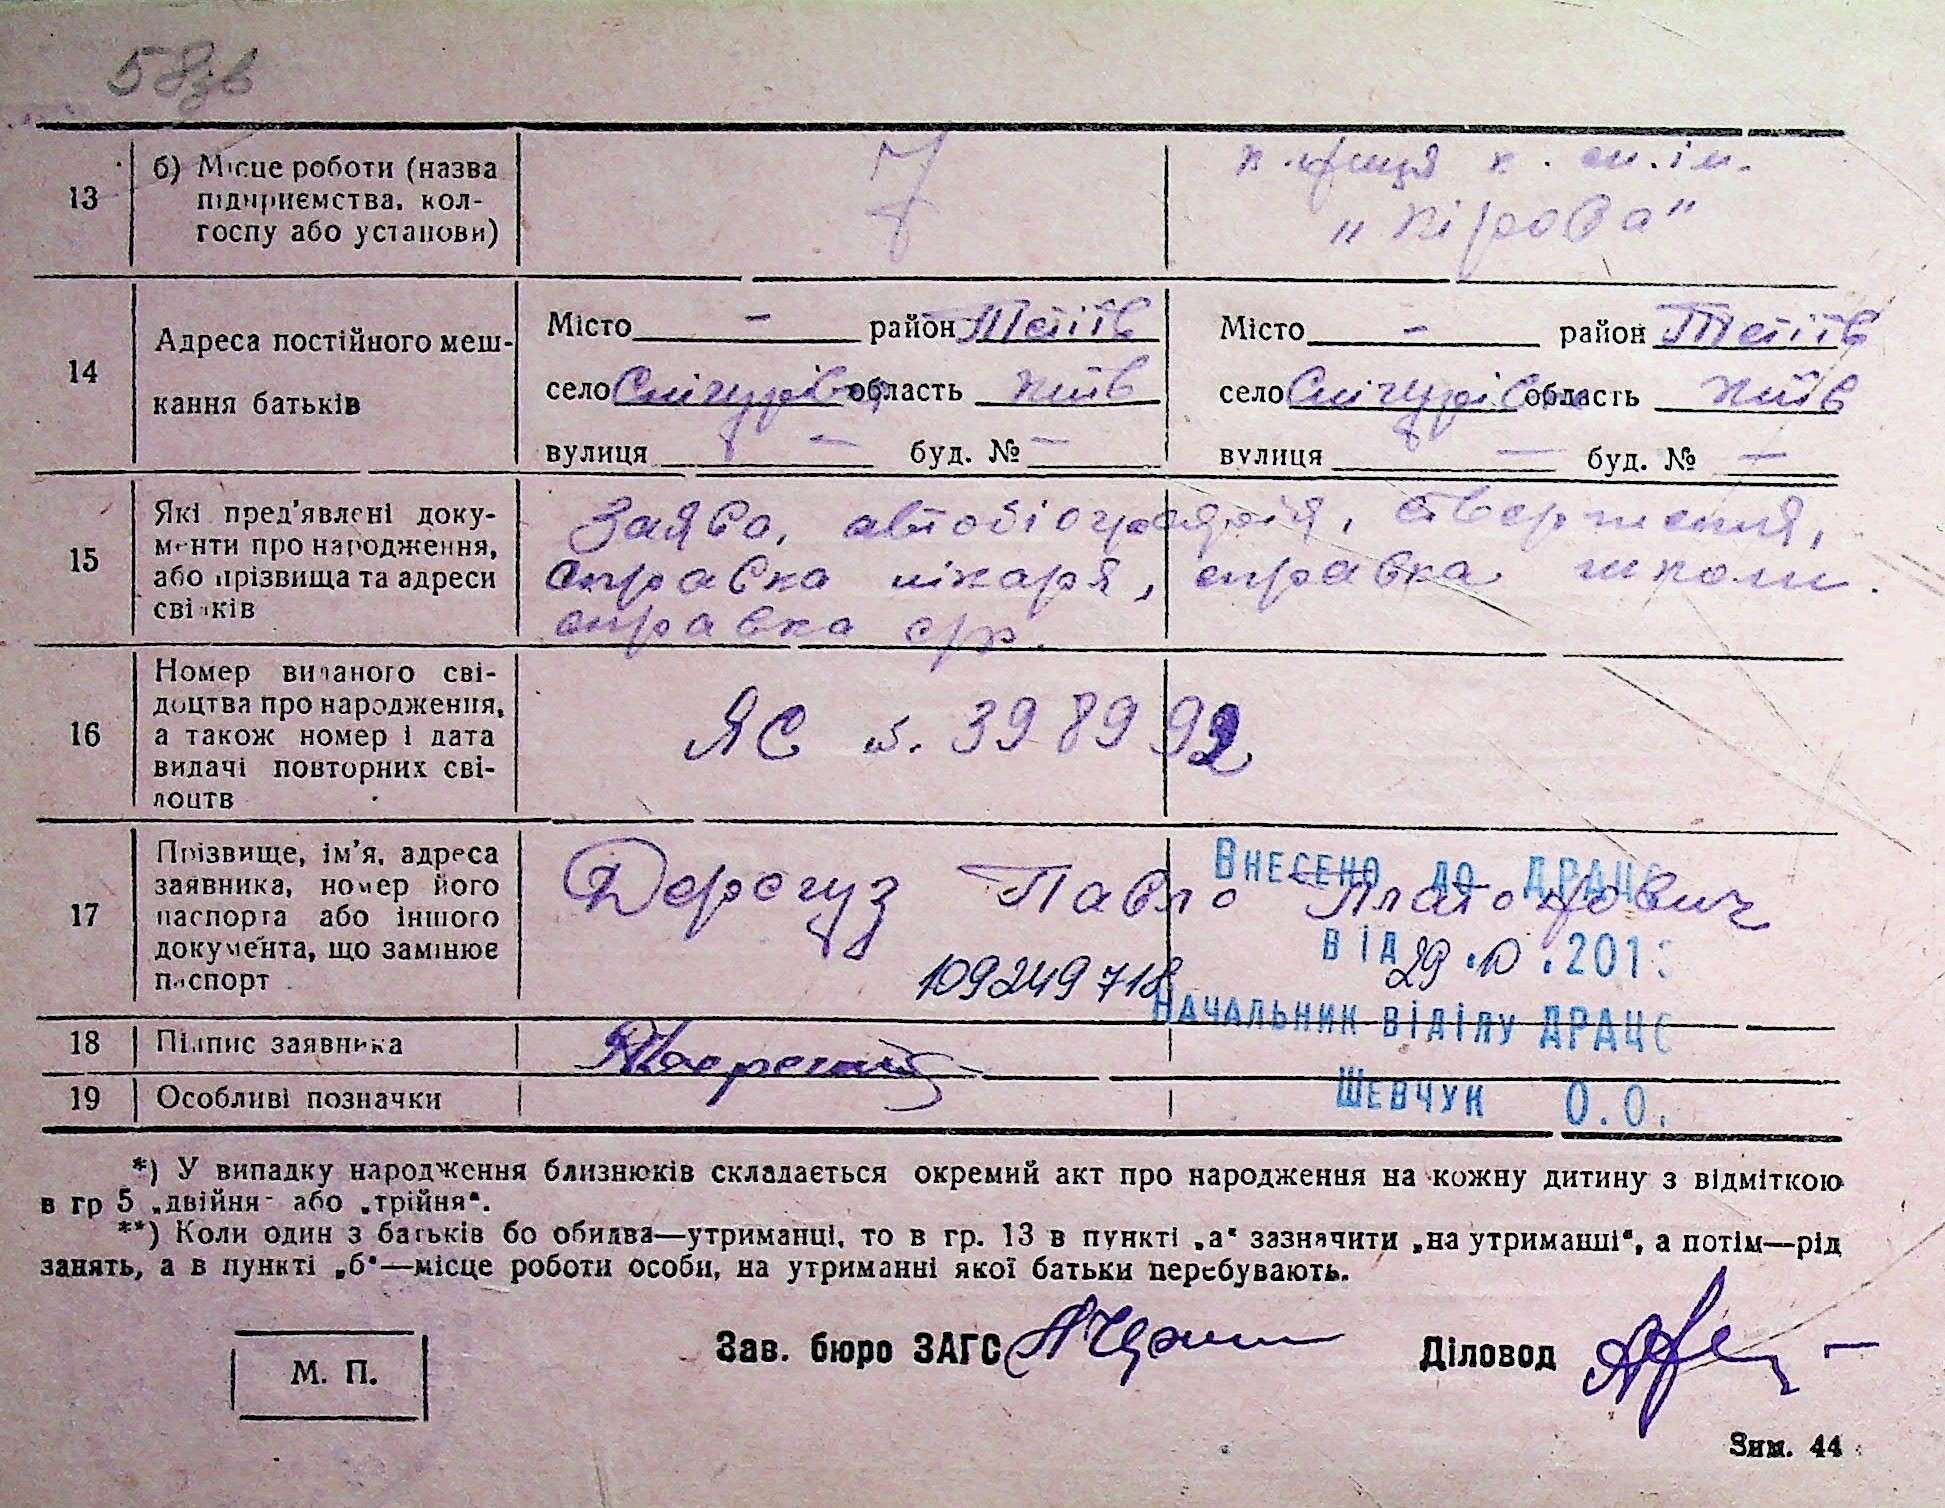 58зв
13
б) Місце роботи (назва
підприємства, кол-
госпу або установи)
к. ст. ім.
"Кірова"
14
Адреса постійного меш-
кання батьків
Місто — район Тетіїв
село область Київ
вулиця — буд. № —
Місто — район Тетіїв
село область Київ
вулиця — буд. № —
15
Які пред'явлені доку-
менти про народження,
або прізвища та адреси
свідків
Заява, автобіографія, ствердження,
справка лікаря, справка школи.
справка с/р.
16
Номер виданого сві-
доцтва про народження,
а також номер і дата
видачі повторних сві-
доцтв
ЯС №. 398992
17
Прізвище, ім'я, адреса
заявника, номер його
паспорта або іншого
документа, що замінює
паспорт
Дерегуз Павло Платонович
109249718
Внесено до ДРАЦС
від 29.10.201
Начальник відділу ДРАЦС
Шевчук О.О.
18
Підпис заявника
19
Особливі позначки
*) У випадку народження близнюків складається окремий акт про народження на кожну дитину з відміткою
в гр 5 „двійня" або „трійня".
**) Коли один з батьків бо обидва—утриманці, то в гр. 13 в пункті „а" зазначити „на утриманні", а потім—рід
занять, а в пункті „б"—місце роботи особи, на утриманні якої батьки перебувають.
М. П.
Зав. бюро ЗАГС
Діловод
Зим. 44